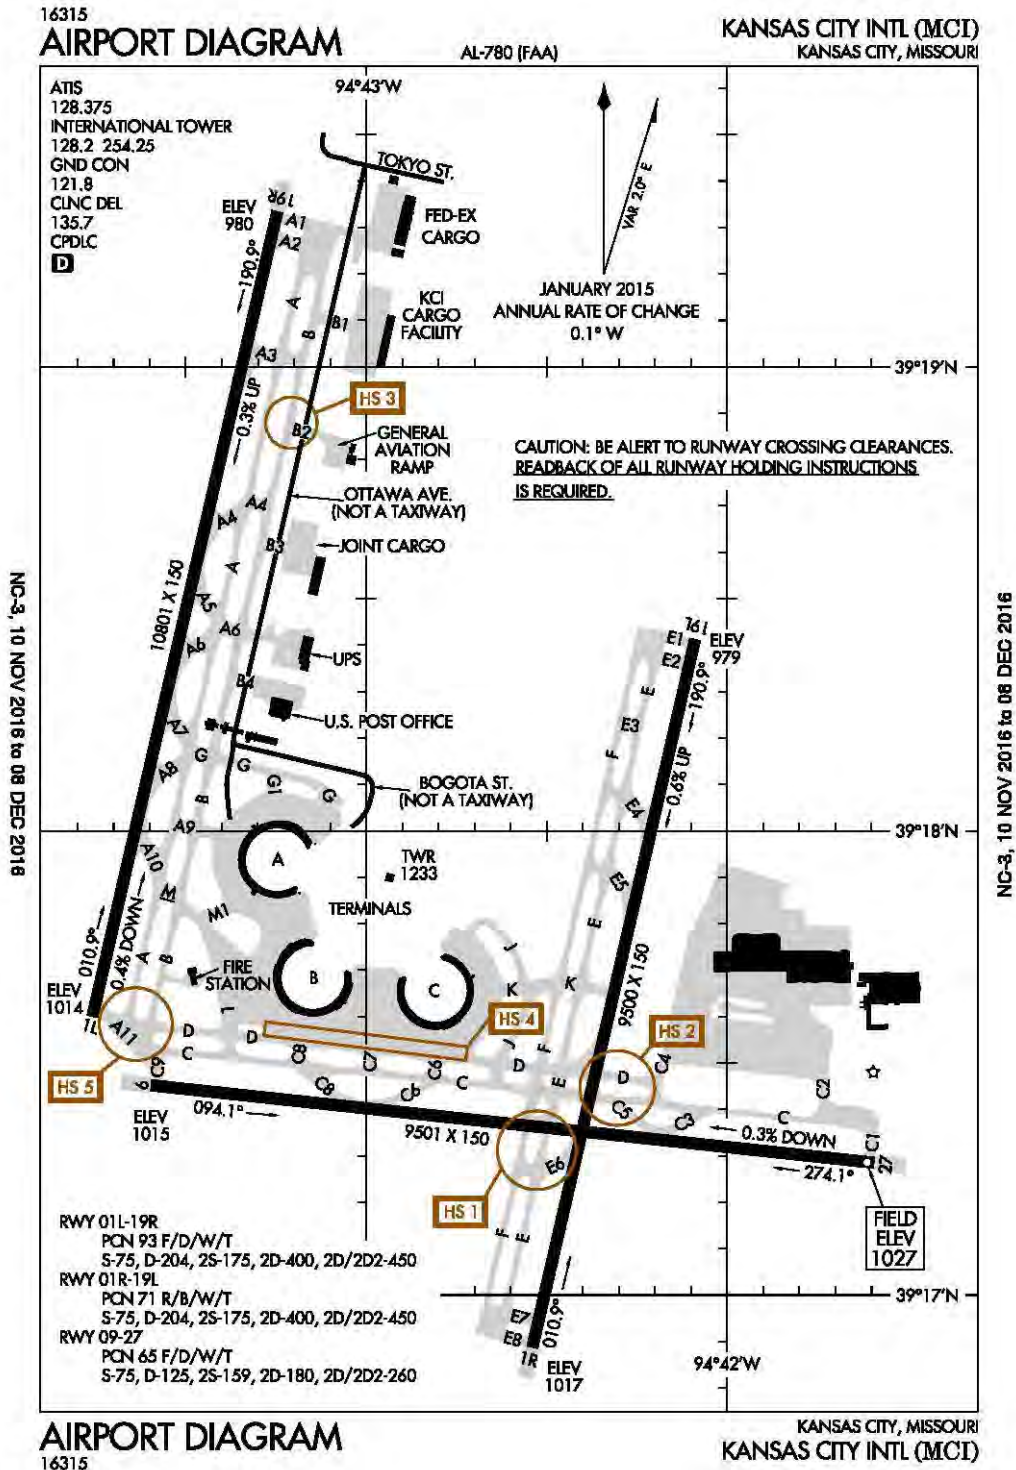 16315
AIRPORT DIAGRAM
AL-780 (FAA)
KANSAS CITY INTL (MCI)
KANSAS CITY, MISSOURI
ATIS
128.375
INTERNATIONAL TOWER
128.2 254.25
GND CON
121.8
CLNC DEL
135.7
CPDLC
D
94°43'W
TOKYO ST.
VAR 2.0° E
JANUARY 2015
ANNUAL RATE OF CHANGE
0.1° W
19R
ELEV
980
A1
A2
FED-EX
CARGO
190.9°
A
B
B1
KCI
CARGO
FACILITY
A3
39°19'N
0.3% UP
HS 3
B2
GENERAL
AVIATION
RAMP
CAUTION: BE ALERT TO RUNWAY CROSSING CLEARANCES.
READBACK OF ALL RUNWAY HOLDING INSTRUCTIONS
IS REQUIRED.
OTTAWA AVE.
(NOT A TAXIWAY)
A4
A4
B3
JOINT CARGO
A
10801 X 150
A5
A6
A6
UPS
B4
U.S. POST OFFICE
A7
G
G
G1
G
A8
B
BOGOTA ST.
(NOT A TAXIWAY)
19L
E1
E2
ELEV
979
190.9°
E
E3
F
0.6% UP
E4
39°18'N
A9
A10
A
TWR
1233
TERMINALS
E5
E
M
M1
A
B
010.9°
0.4% DOWN
FIRE
STATION
B
C
J
K
K
9500 X 150
ELEV
1014
1L
A11
L
D
D
C
HS 4
HS 2
HS 5
C9
C8
C8
C7
C6
C6
C
D
J
F
E
D
C5
C4
C3
C2
C
C1
9
ELEV
1015
094.1°
9501 X 150
0.3% DOWN
274.1°
27
E6
HS 1
FIELD
ELEV
1027
F
E
RWY 01L-19R
PCN 93 F/D/W/T
S-75, D-204, 2S-175, 2D-400, 2D/2D2-450
RWY 01R-19L
PCN 71 R/B/W/T
S-75, D-204, 2S-175, 2D-400, 2D/2D2-450
RWY 09-27
PCN 65 F/D/W/T
S-75, D-125, 2S-159, 2D-180, 2D/2D2-260
39°17'N
E7
E8
010.9°
1R
ELEV
1017
94°42'W
NC-3, 10 NOV 2016 to 08 DEC 2016
NC-3, 10 NOV 2016 to 08 DEC 2016
AIRPORT DIAGRAM
16315
KANSAS CITY, MISSOURI
KANSAS CITY INTL (MCI)